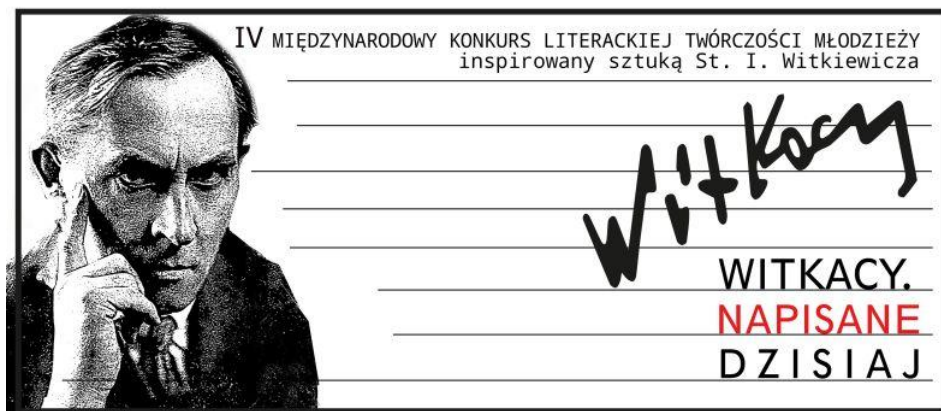 IV MIĘDZYNARODOWY KONKURS LITERACKIEJ TWÓRCZOŚCI MŁODZIEŻY
inspirowany sztuką St. I. Witkiewicza
Witkacy
WITKACY.
NAPISANE
DZISIAJ